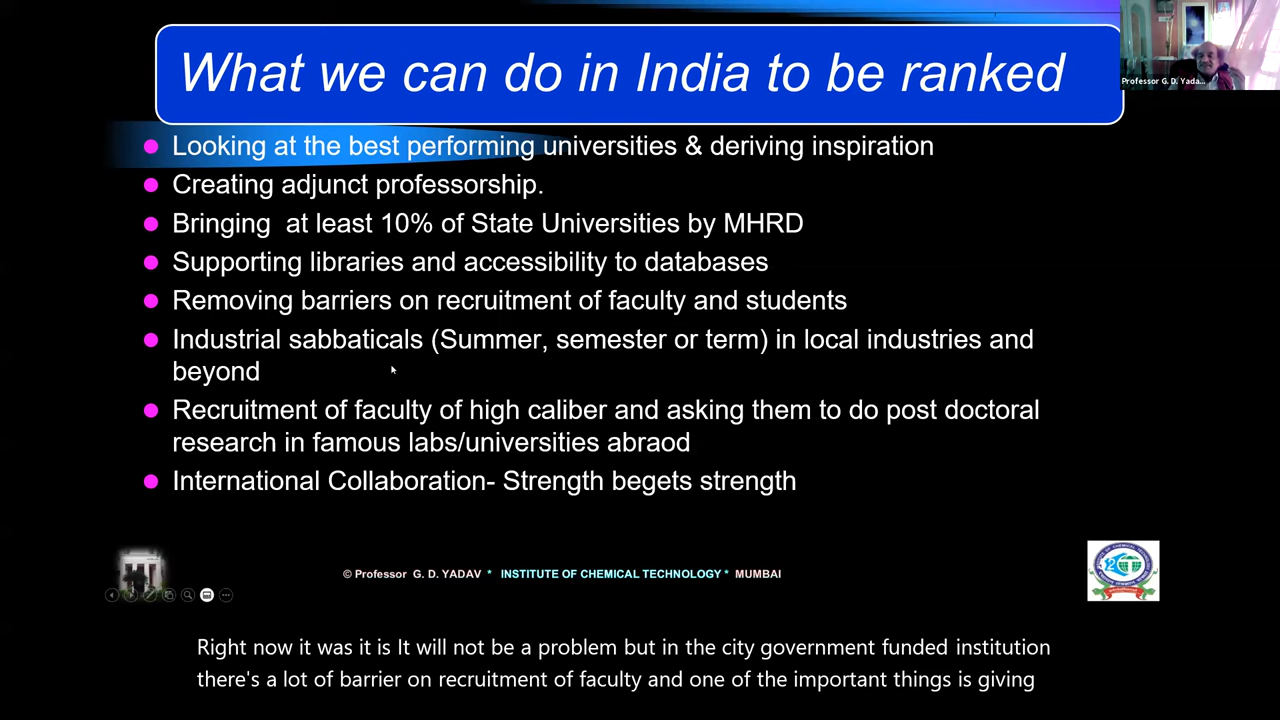 What we can do in India to be ranked
Professor G. D. Yada...
Looking at the best performing universities & deriving inspiration
Creating adjunct professorship.
Bringing at least 10% of State Universities by MHRD
Supporting libraries and accessibility to databases
Removing barriers on recruitment of faculty and students
Industrial sabbaticals (Summer, semester or term) in local industries and
beyond
Recruitment of faculty of high caliber and asking them to do post doctoral
research in famous labs/universities abraod
International Collaboration- Strength begets strength
© Professor G. D. YADAV * INSTITUTE OF CHEMICAL TECHNOLOGY * MUMBAI
Right now it was it is It will not be a problem but in the city government funded institution
there's a lot of barrier on recruitment of faculty and one of the important things is giving